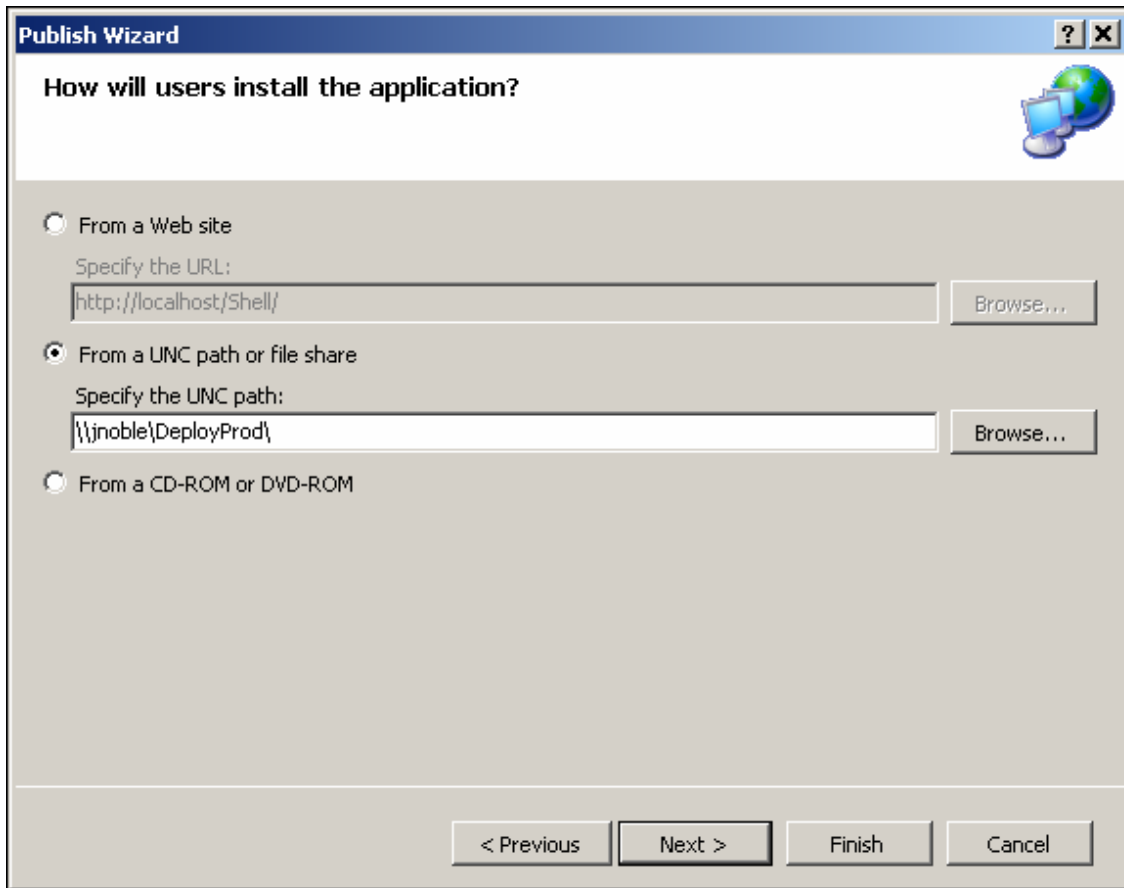 Publish Wizard
?
How will users install the application?
From a Web site
Specify the URL:
http://localhost/Shell/
Browse...
From a UNC path or file share
Specify the UNC path:
\\jnoble\DeployProd\
Browse...
From a CD-ROM or DVD-ROM
< Previous
Next >
Finish
Cancel